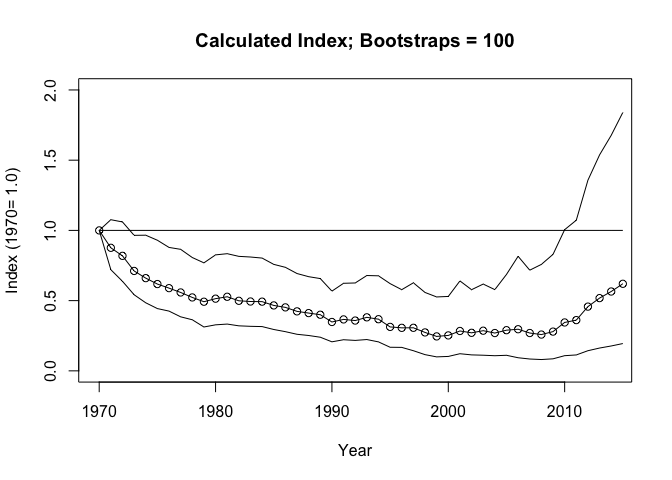 Calculated Index; Bootstraps = 100
Index (1970= 1.0)
2.0
1.5
1.0
0.5
0.0
1970 1980 1990 2000 2010
Year